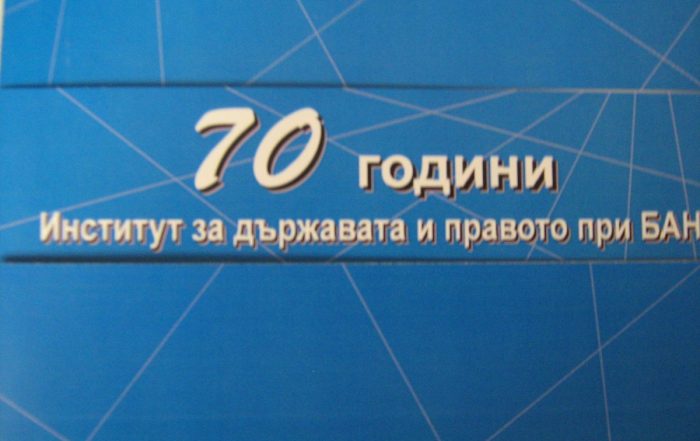 70 години
Институт за държавата и правото при БАН